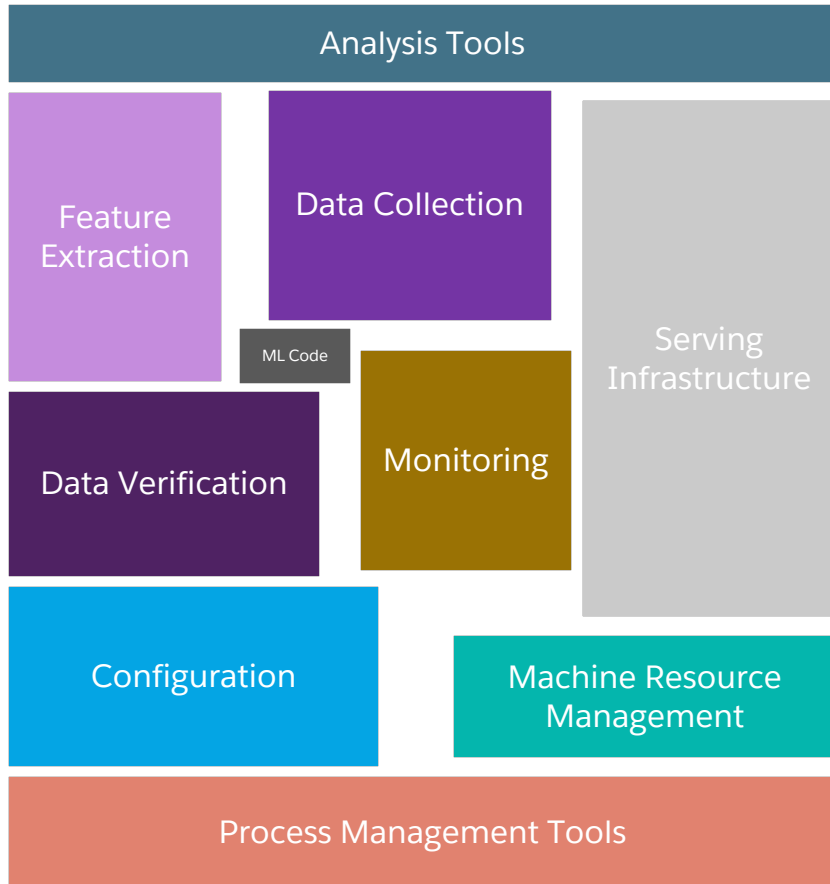 Analysis Tools
Feature
Extraction
Data Collection
Serving
Infrastructure
ML Code
Monitoring
Data Verification
Configuration
Machine Resource
Management
Process Management Tools